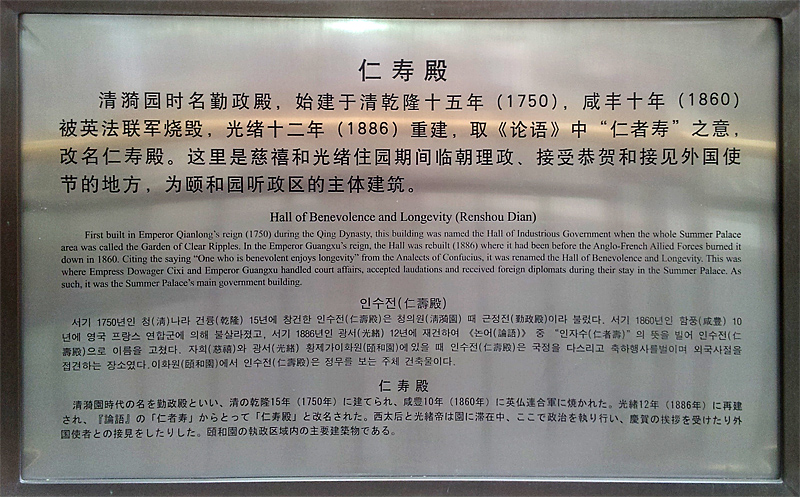 仁寿殿
清漪园时名勤政殿，始建于清乾隆十五年（1750），咸丰十年（1860）
被英法联军烧毁，光绪十二年（1886）重建，取《论语》中“仁者寿”之意，
改名仁寿殿。这里是慈禧和光绪住园期间临朝理政、接受恭贺和接见外国使
节的地方，为颐和园听政区的主体建筑。
Hall of Benevolence and Longevity (Renshou Dian)
First built in Emperor Qianlong’s reign (1750) during the Qing Dynasty, this building was named the Hall of Industrious Government when the whole Summer Palace
area was called the Garden of Clear Ripples. In the Emperor Guangxu’s reign, the Hall was rebuilt (1886) where it had been before the Anglo-French Allied Forces burned it
down in 1860. Citing the saying “One who is benevolent enjoys longevity” from the Analects of Confucius, it was renamed the Hall of Benevolence and Longevity. This was
where Empress Dowager Cixi and Emperor Guangxu handled court affairs, accepted laudations and received foreign diplomats during their stay in the Summer Palace. As
such, it was the Summer Palace’s main government building.
인수전(仁壽殿)
서기 1750년인 청(淸)나라 건륭(乾隆) 15년에 창건한 인수전(仁壽殿)은 청의원(清漪園) 때 근정전(勤政殿)이라 불렀다. 서기 1860년인 함풍(咸豊) 10
년에 영국 프랑스 연합군에 의해 불살라졌고, 서기 1886년인 광서(光緖) 12년에 재건하여 《논어(論語)》 중 “인자수(仁者壽)”의 뜻을 빌어 인수전(仁
壽殿)으로 이름을 고쳤다. 자희(慈禧)와 광서(光緖) 황제가이화원(頤和園)에있을 때 인수전(仁壽殿)은 국정을 다스리고 축하행사를벌이며 외국사절을
접견하는 장소였다.이화원(頤和園)에서 인수전(仁壽殿)은 정무를 보는 주체 건축물이다.
仁寿殿
清漪園時代の名を勤政殿といい、清の乾隆15年（1750年）に建てられ、咸豊10年（1860年）に英仏連合軍に焼かれた。光緒12年（1886年）に再建
され、『論語』の「仁者寿」からとって「仁寿殿」と改名された。西太后と光緒帝は園に滞在中、ここで政治を執り行い、慶賀の挨拶を受けたり外
国使者との接見をしたりした。頤和園の執政区域内の主要建築物である。